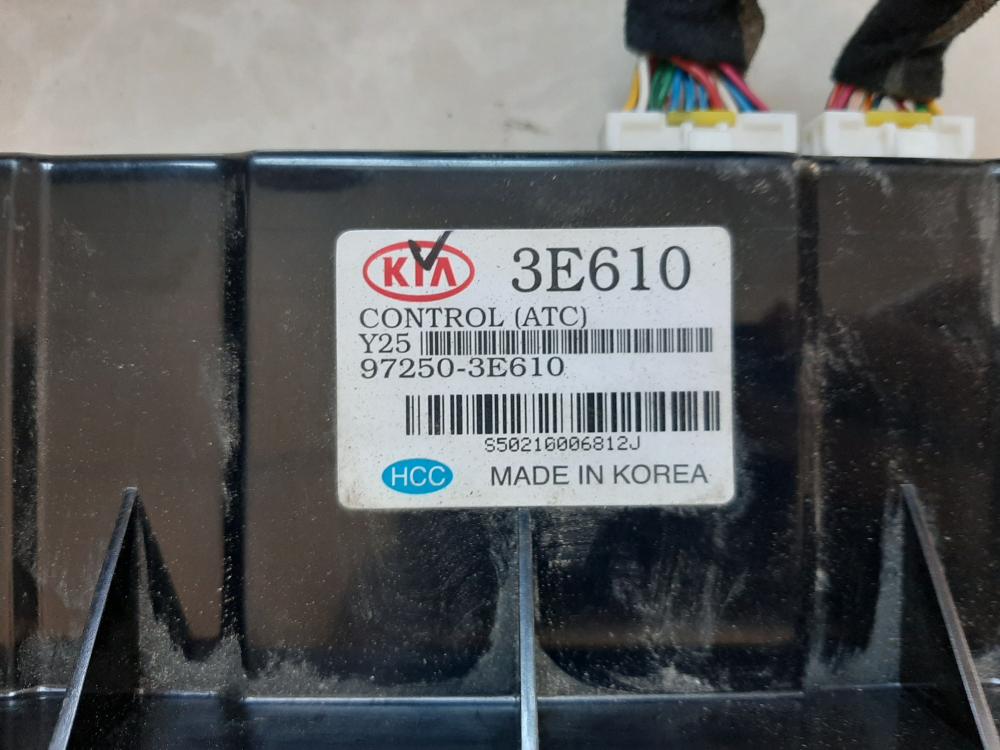 KIA 3E610
CONTROL (ATC)
Y25
97250-3E610
S50210006812J
HCC MADE IN KOREA